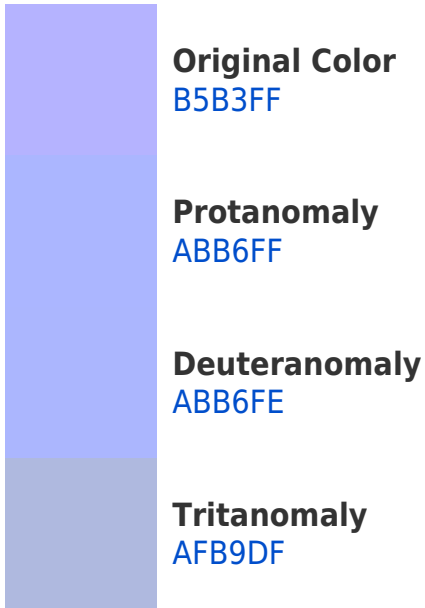 Original Color
B5B3FF
Protanomaly
ABB6FF
Deuteranomaly
ABB6FE
Tritanomaly
AFB9DF